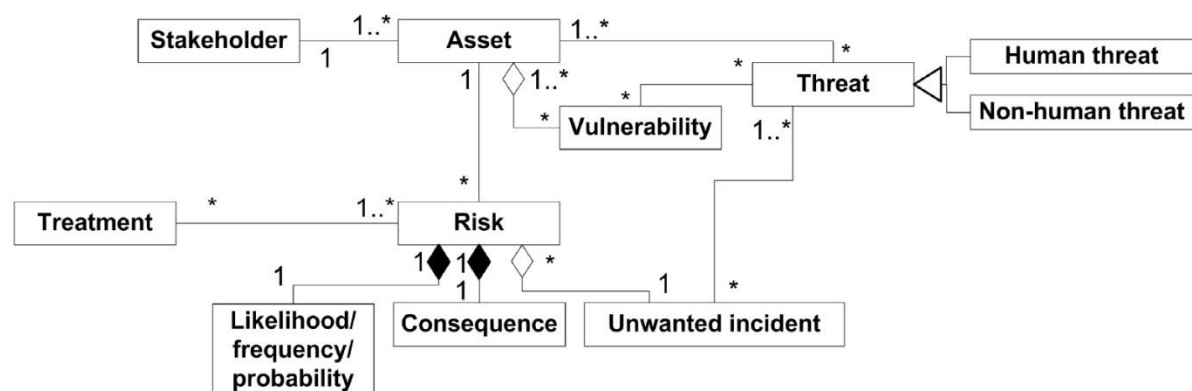 Stakeholder
1
1..*
Asset
1..*
*
Human threat
Threat
Non-human threat
1
1..*
*
*
*
Vulnerability
1..*
*
Treatment
*
1..*
Risk
1
1
*
1
1
1
*
Likelihood/
frequency/
probability
Consequence
Unwanted incident